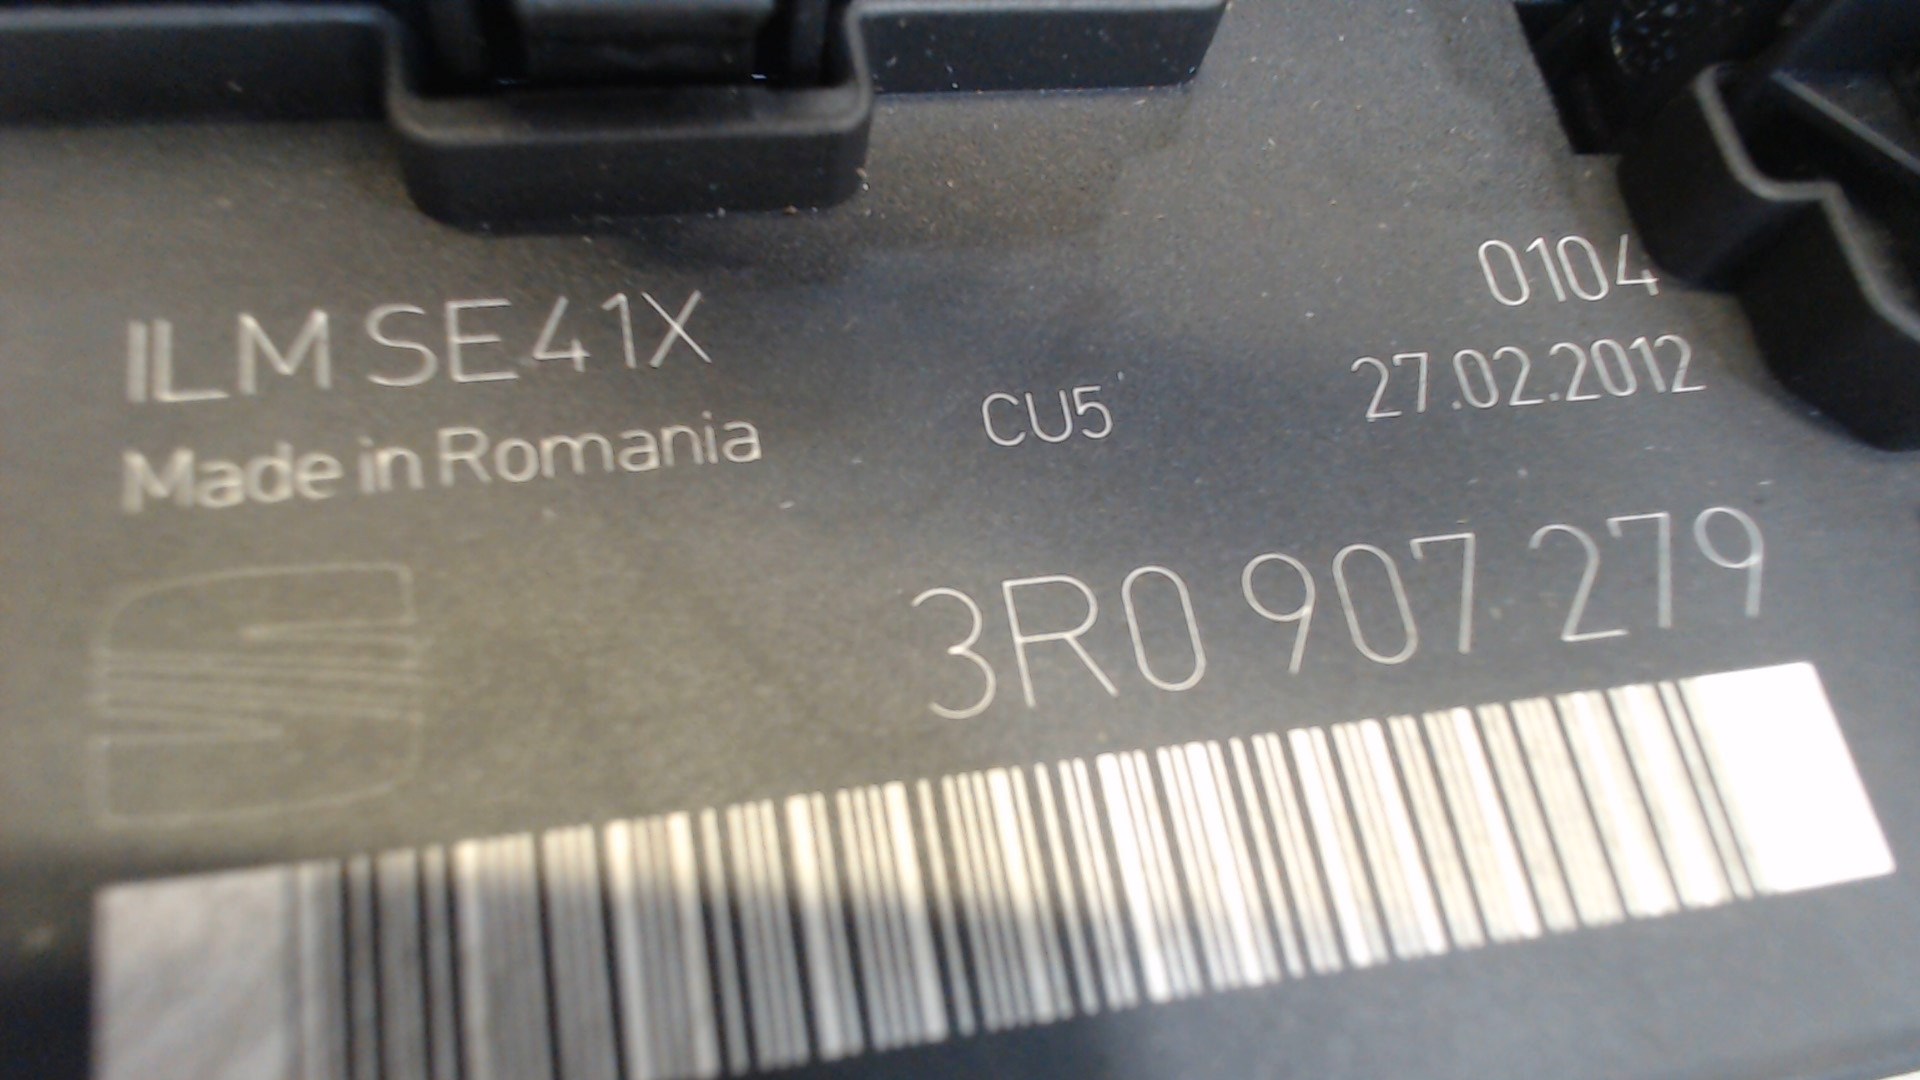 ILM SE41X
Made in Romania
CU5
0104
27.02.2012
3R0 907 279